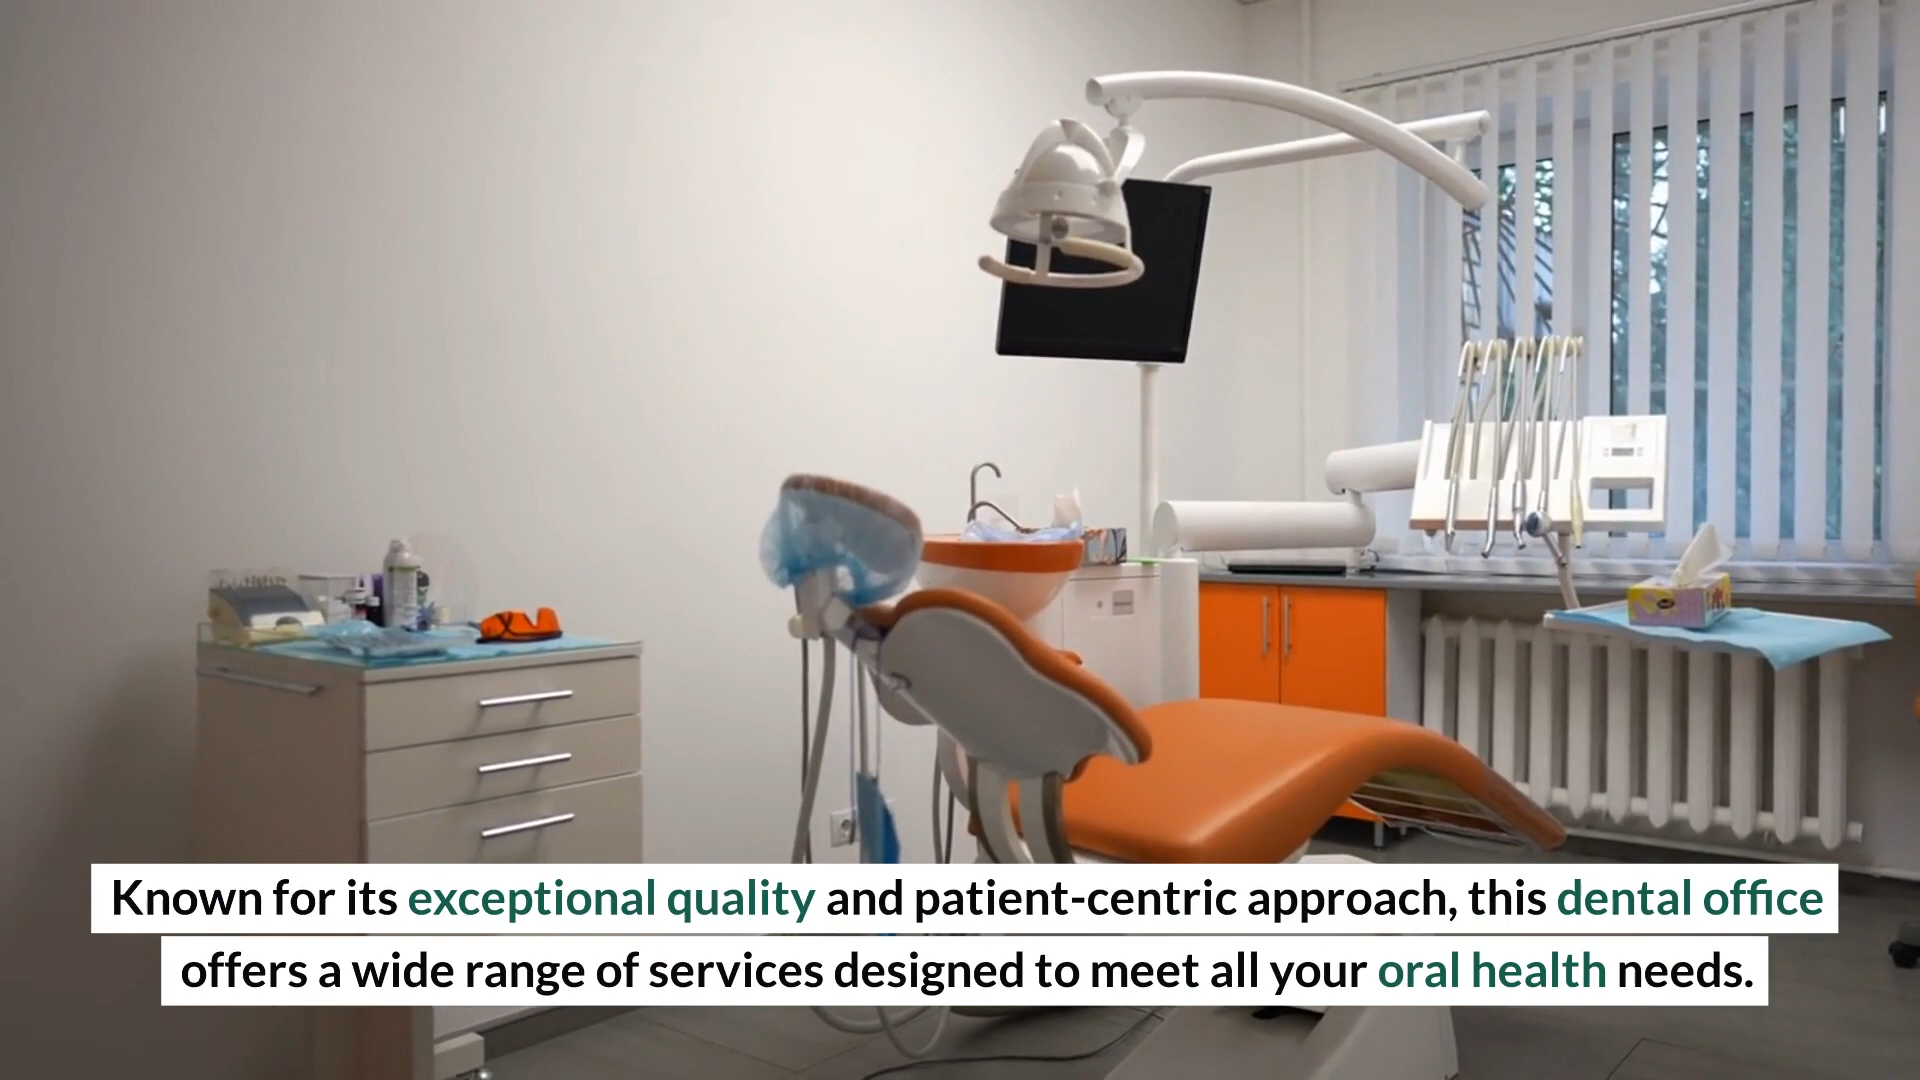 Known for its exceptional quality and patient-centric approach, this dental office
offers a wide range of services designed to meet all your oral health needs.